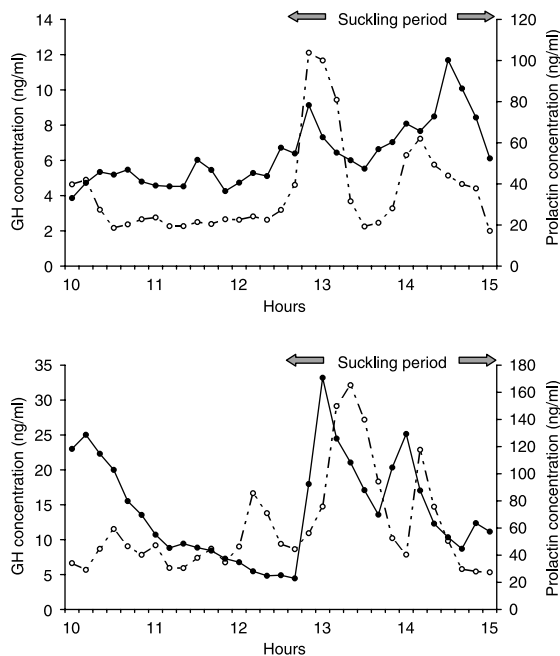 Suckling period
14 120
12 100
10 80
8 60
6
4 40
2 20
0 0
GH concentration (ng/ml)
Prolactin concentration (ng/ml)
10 11 12 13 14 15
Hours
Suckling period
35 180
30 160
25 140
20 120
15 100
10 80
5 60
0 40
20
0
GH concentration (ng/ml)
Prolactin concentration (ng/ml)
10 11 12 13 14 15
Hours